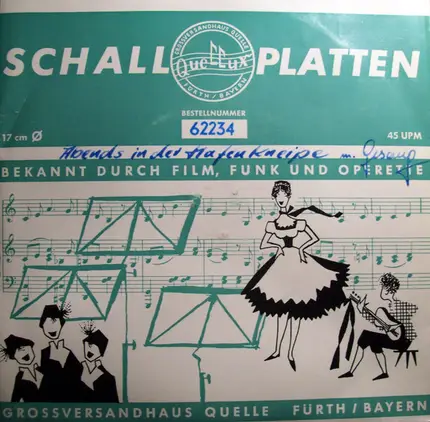 GROSSVERSANDHAUS QUELLE
SCHALL QueLLux PLATTEN
FÜRTH / BAYERN
BESTELLNUMMER
17 cm Ø 62234 45 UPM
Abends in der Hafenkneipe m. Gesang
BEKANNT DURCH FILM, FUNK UND OPERETTE
GROSSVERSANDHAUS QUELLE FÜRTH / BAYERN